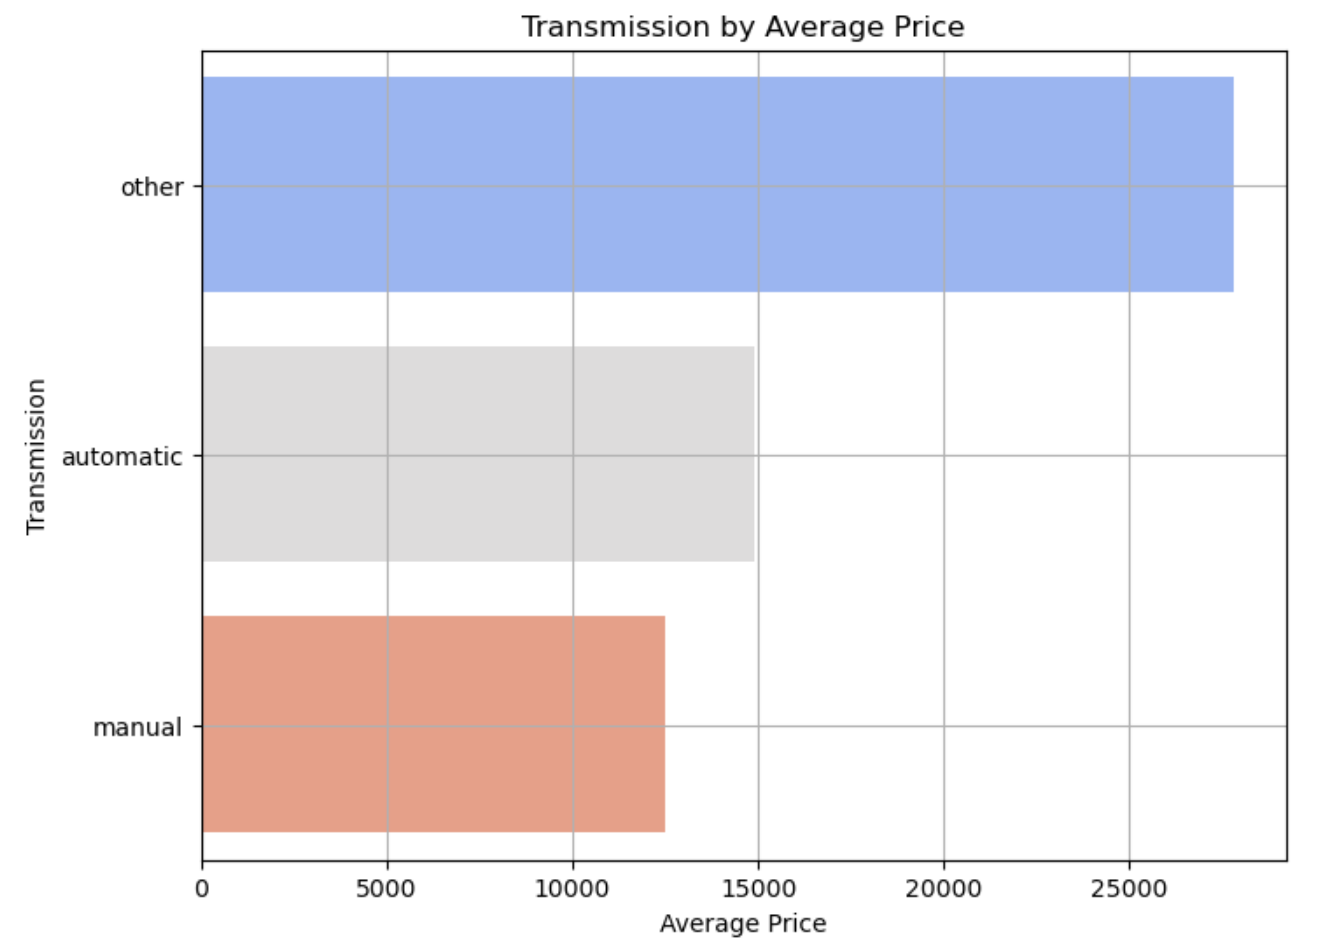 Transmission by Average Price
other
automatic
manual
Transmission
0 5000 10000 15000 20000 25000
Average Price